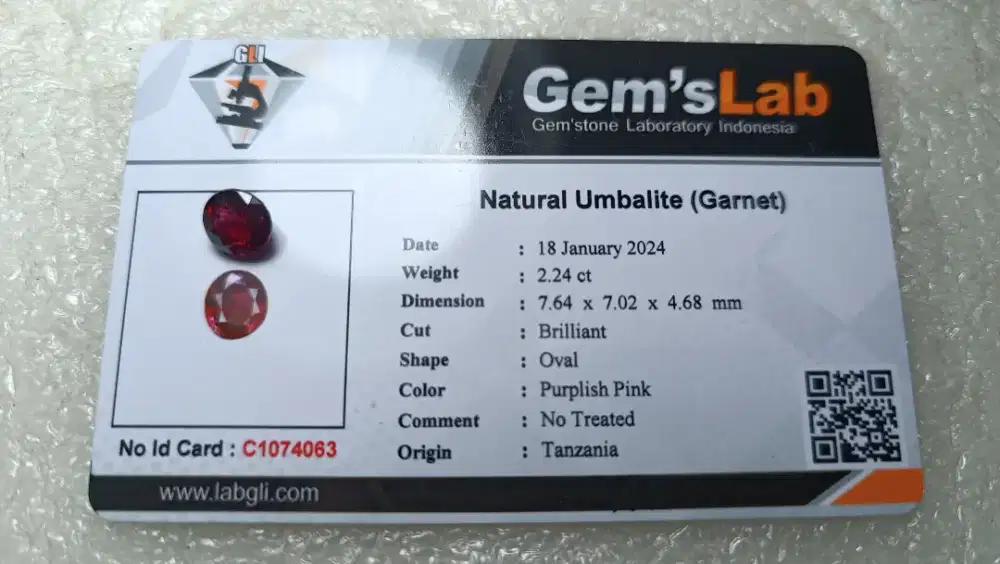 GLI
Gem'sLab
Gem'stone Laboratory Indonesia
Natural Umbalite (Garnet)
Date : 18 January 2024
Weight : 2.24 ct
Dimension : 7.64 x 7.02 x 4.68 mm
Cut : Brilliant
Shape : Oval
Color : Purplish Pink
Comment : No Treated
Origin : Tanzania
No Id Card : C1074063
www.labgli.com